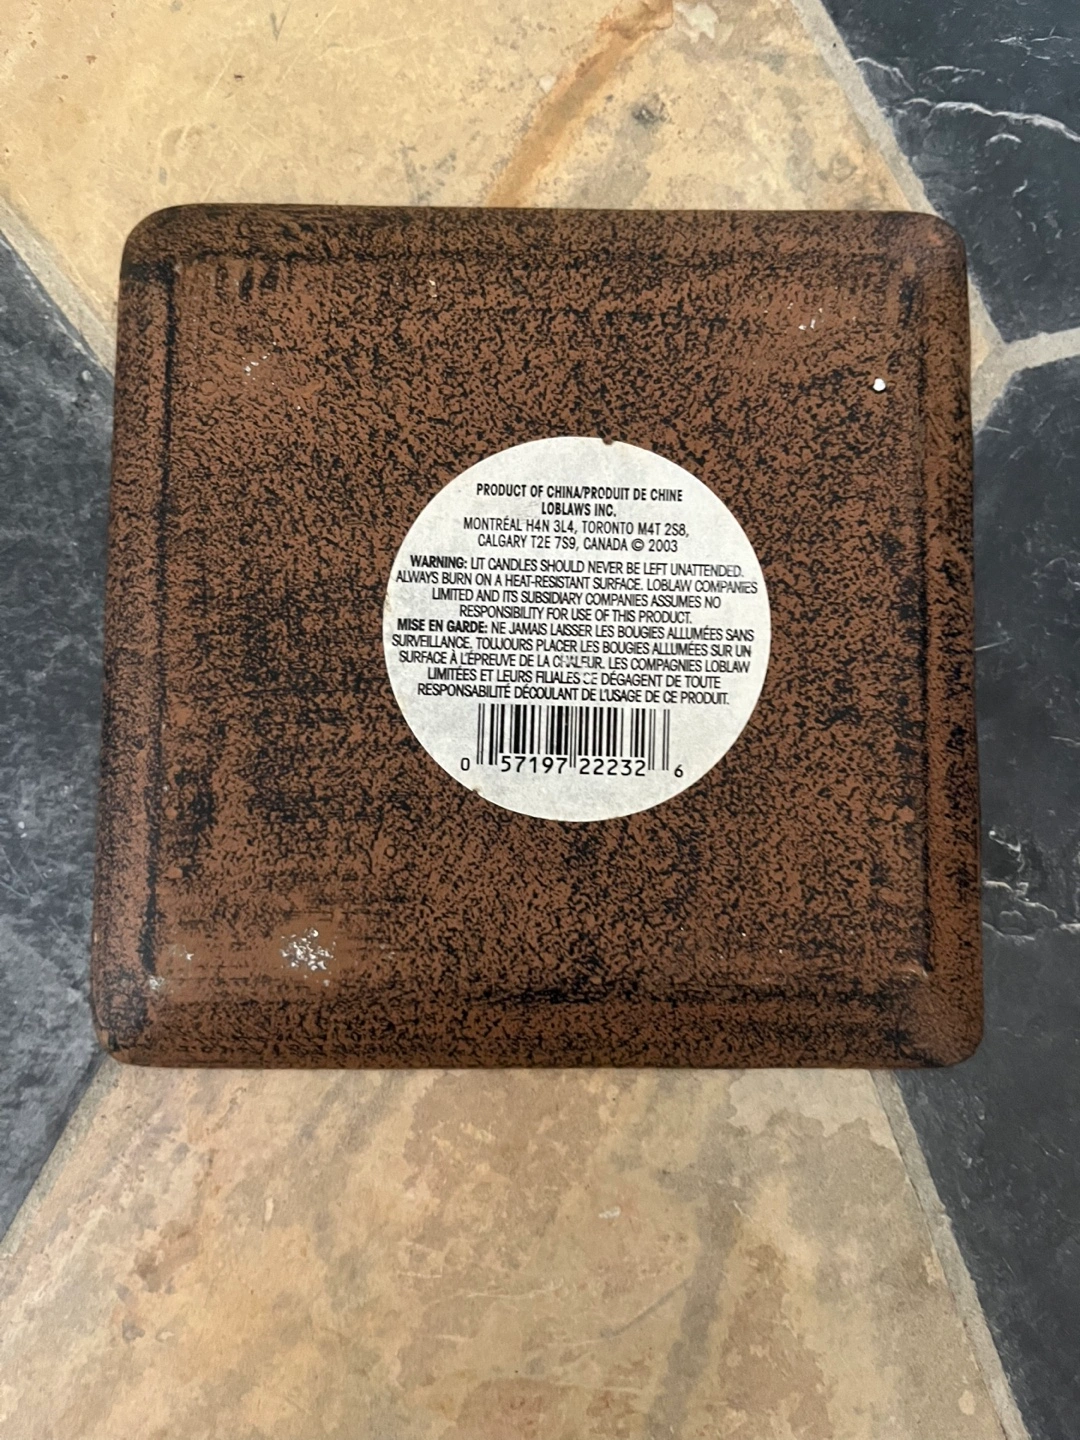 PRODUCT OF CHINA/PRODUIT DE CHINE
LOBLAWS INC.
MONTRÉAL H4N 3L4, TORONTO M4T 2S8,
CALGARY T2E 7S9, CANADA © 2003
WARNING: LIT CANDLES SHOULD NEVER BE LEFT UNATTENDED.
ALWAYS BURN ON A HEAT-RESISTANT SURFACE. LOBLAW COMPANIES
LIMITED AND ITS SUBSIDIARY COMPANIES ASSUMES NO
RESPONSIBILITY FOR USE OF THIS PRODUCT.
MISE EN GARDE: NE JAMAIS LAISSER LES BOUGIES ALLUMÉES SANS
SURVEILLANCE. TOUJOURS PLACER LES BOUGIES ALLUMÉES SUR UN
SURFACE À L'ÉPREUVE DE LA CHALEUR. LES COMPAGNIES LOBLAW
LIMITÉES ET LEURS FILIALES SE DÉGAGENT DE TOUTE
RESPONSABILITÉ DÉCOULANT DE L'USAGE DE CE PRODUIT.
0 57197 22232 6